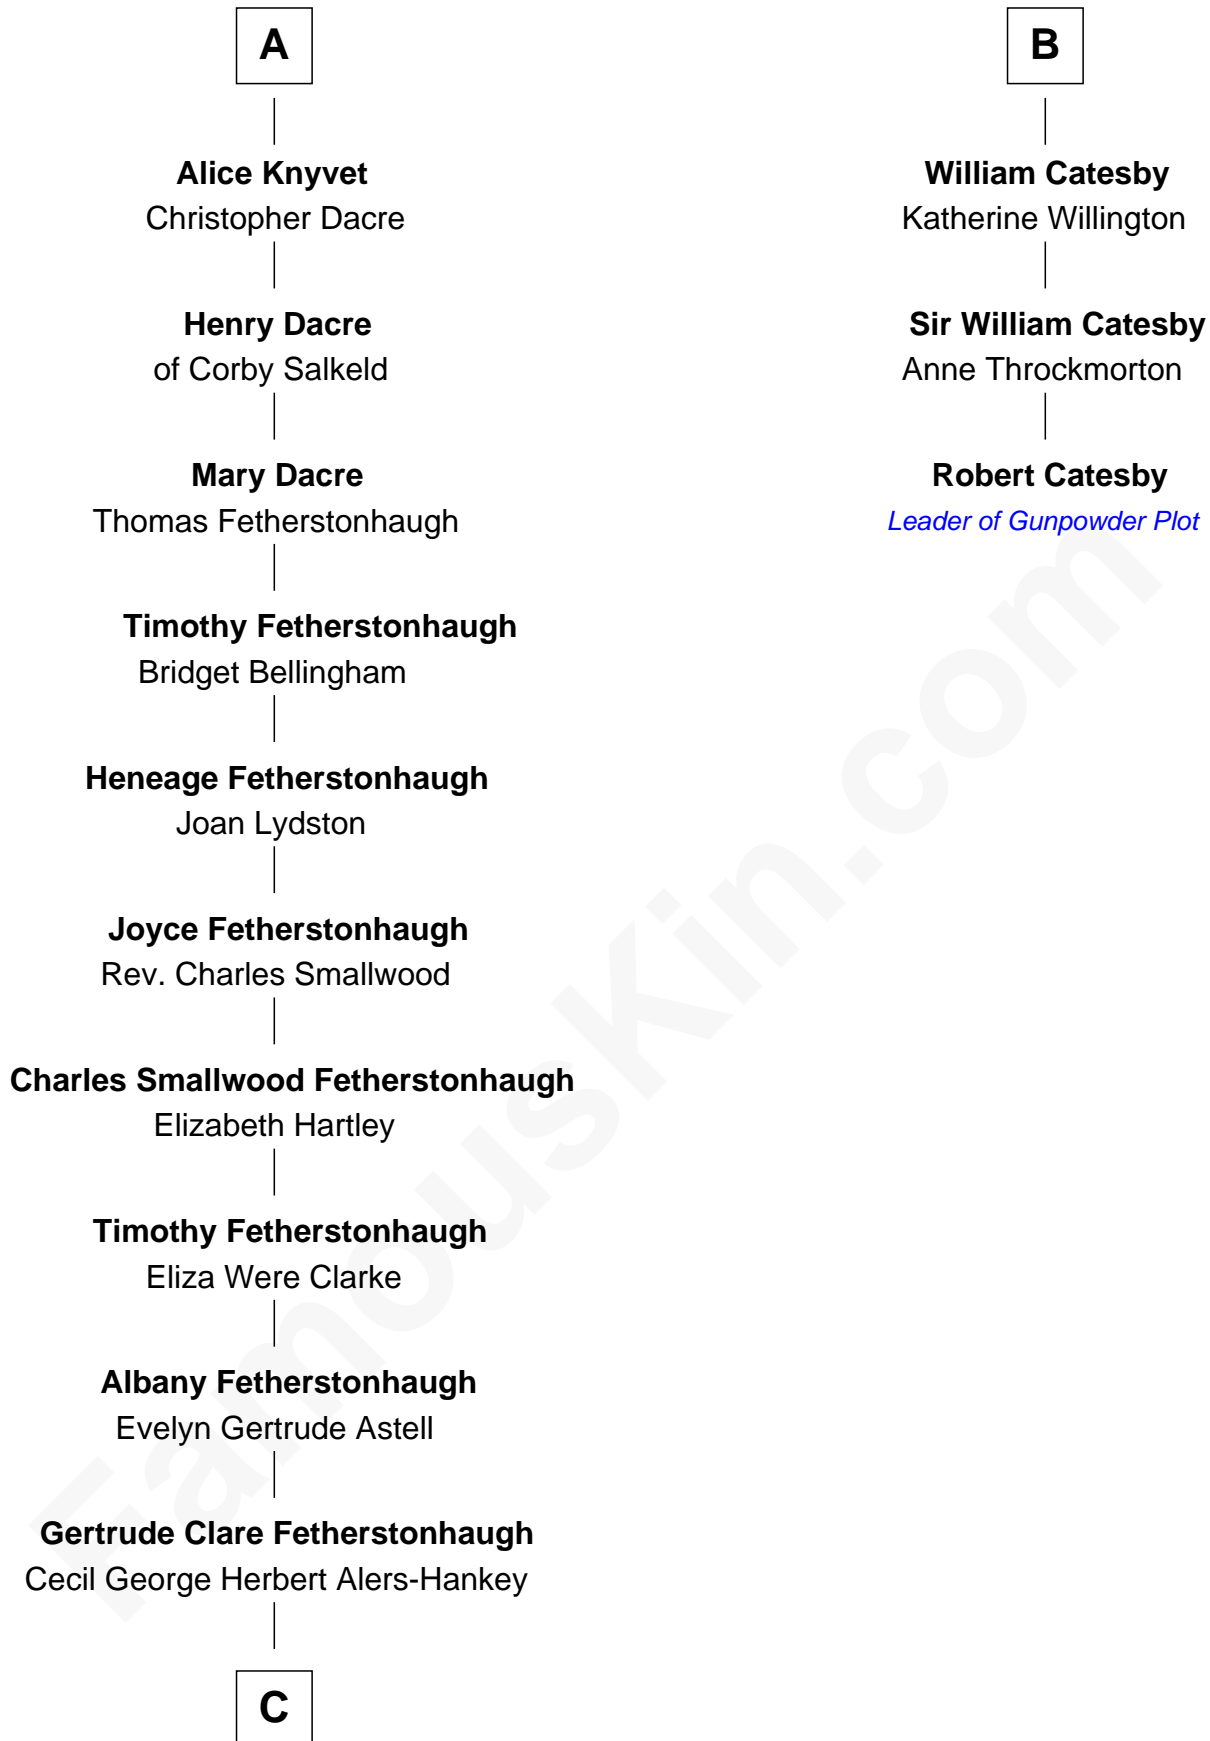 A
Alice Knyvet
Christopher Dacre
Henry Dacre
of Corby Salkeld
Mary Dacre
Thomas Fetherstonhaugh
Timothy Fetherstonhaugh
Bridget Bellingham
Heneage Fetherstonhaugh
Joan Lydston
Joyce Fetherstonhaugh
Rev. Charles Smallwood
Charles Smallwood Fetherstonhaugh
Elizabeth Hartley
Timothy Fetherstonhaugh
Eliza Were Clarke
Albany Fetherstonhaugh
Evelyn Gertrude Astell
Gertrude Clare Fetherstonhaugh
Cecil George Herbert Alers-Hankey
C
B
William Catesby
Katherine Willington
Sir William Catesby
Anne Throckmorton
Robert Catesby
Leader of Gunpowder Plot
FamousKin.com